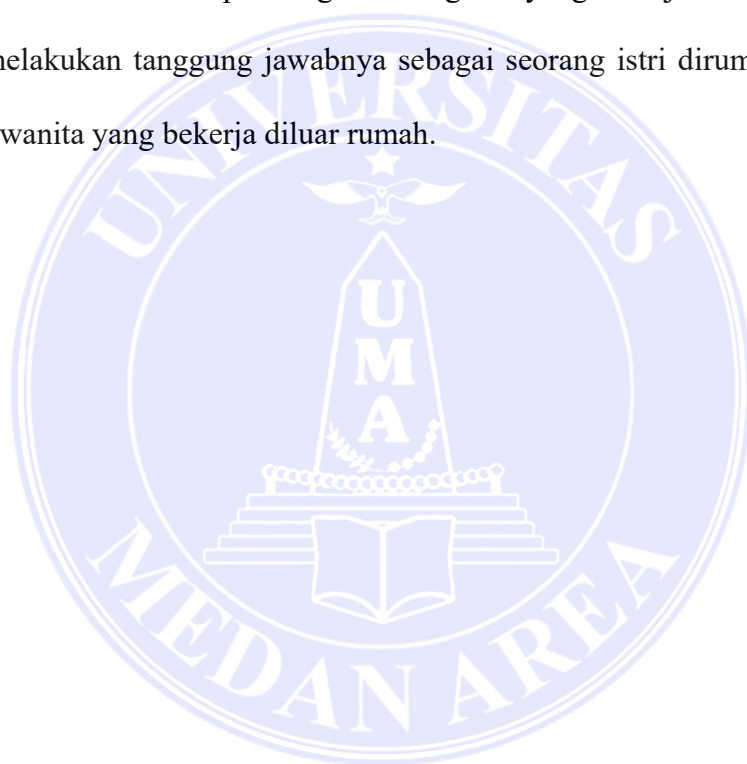 melakukan tanggung jawabnya sebagai seorang istri dirum
wanita yang bekerja diluar rumah.
UNIVERSITAS
U
M
A
MEDAN AREA